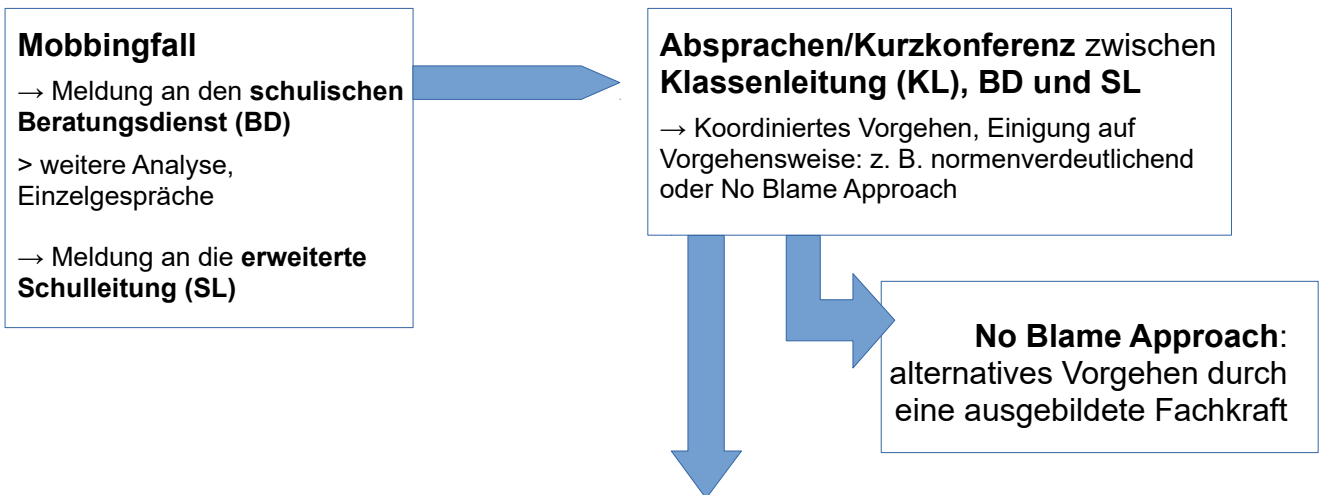 Mobbingfall
→ Meldung an den schulischen
Beratungsdienst (BD)
> weitere Analyse,
Einzelgespräche
→ Meldung an die erweiterte
Schulleitung (SL)
Absprachen/Kurzkonferenz zwischen
Klassenleitung (KL), BD und SL
→ Koordiniertes Vorgehen, Einigung auf
Vorgehensweise: z. B. normenverdeutlichend
oder No Blame Approach
No Blame Approach:
alternatives Vorgehen durch
eine ausgebildete Fachkraft